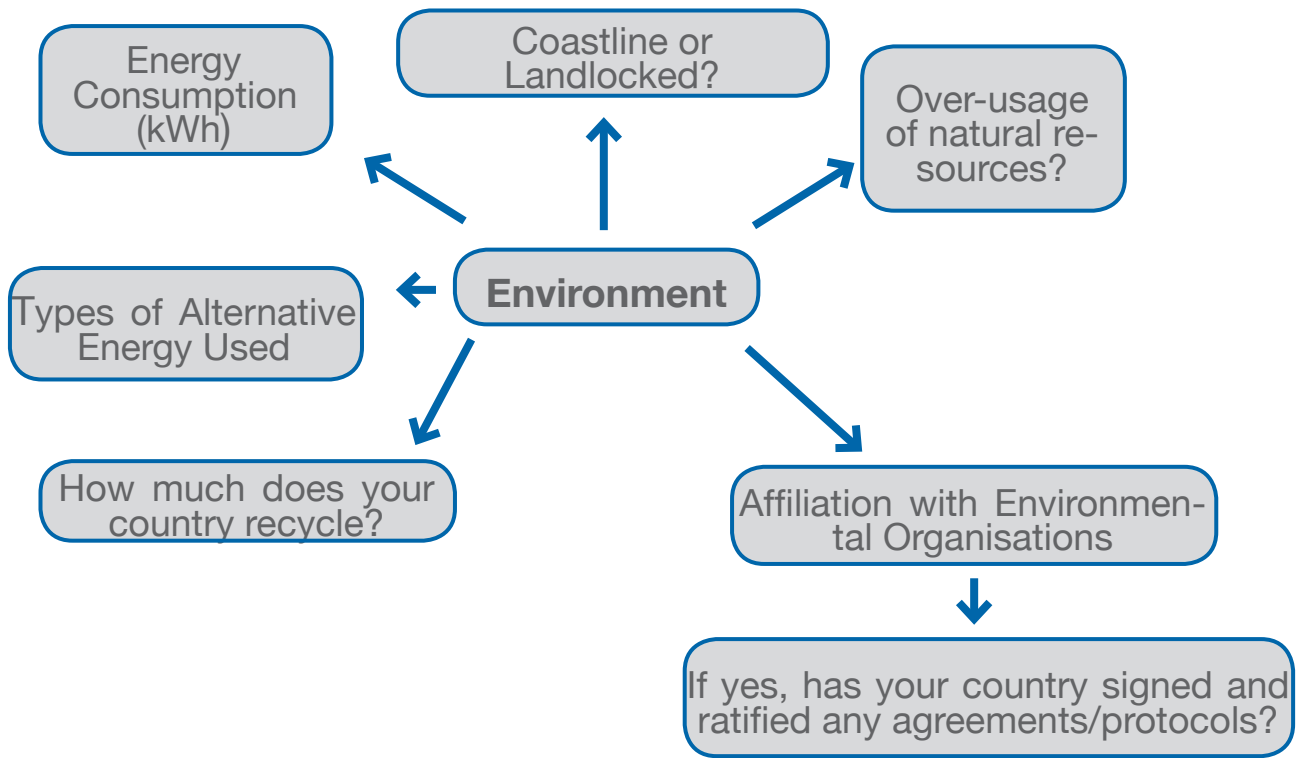 Energy
Consumption
(kWh)
Coastline or
Landlocked?
Over-usage
of natural re-
sources?
Environment
Types of Alternative
Energy Used
How much does your
country recycle?
Affiliation with Environmen-
tal Organisations
If yes, has your country signed and
ratified any agreements/protocols?